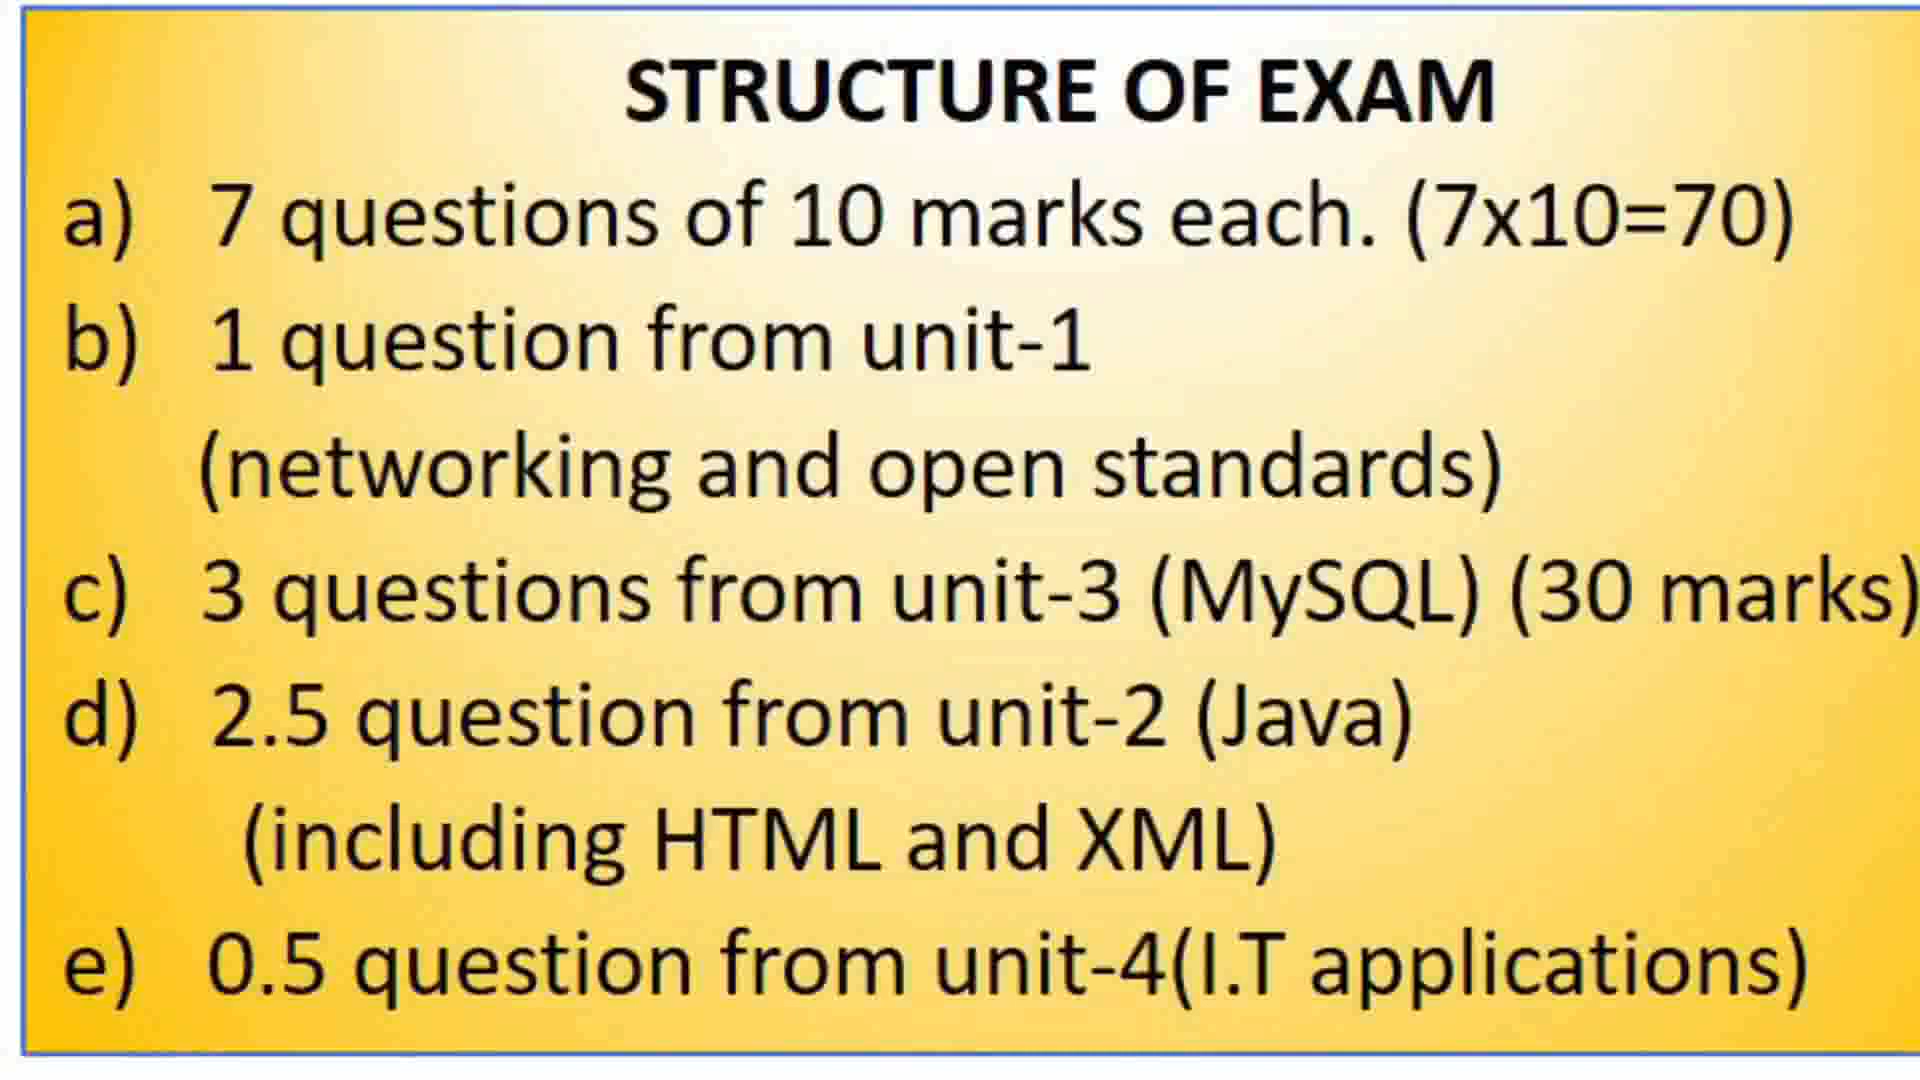 STRUCTURE OF EXAM
a) 7 questions of 10 marks each. (7x10=70)
b) 1 question from unit-1
(networking and open standards)
c) 3 questions from unit-3 (MySQL) (30 marks)
d) 2.5 question from unit-2 (Java)
(including HTML and XML)
e) 0.5 question from unit-4(I.T applications)